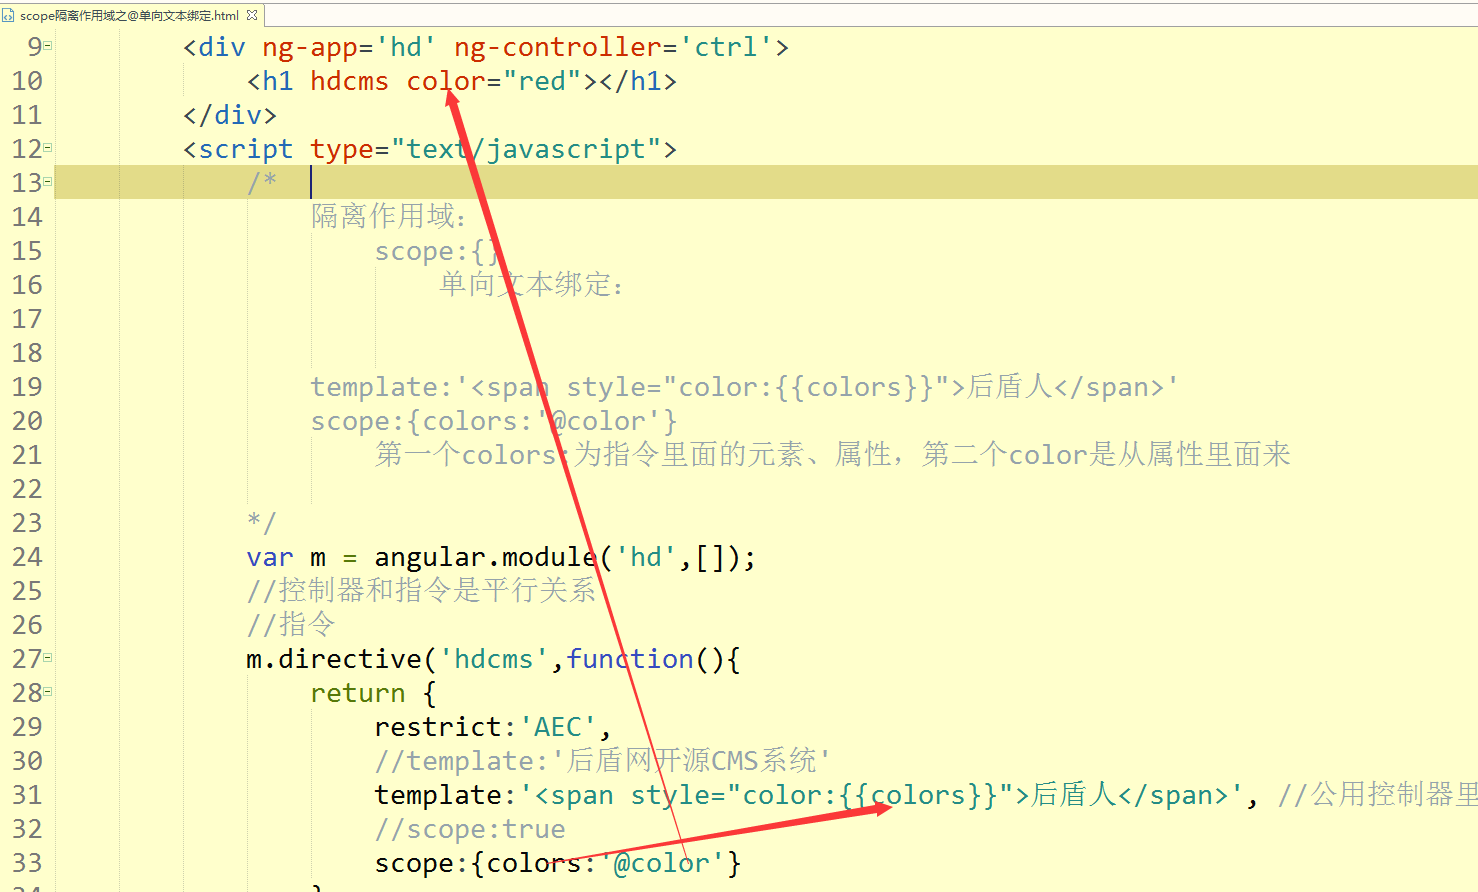 scope隔离作用域之@单向文本绑定.html
9 <div ng-app='hd' ng-controller='ctrl'>
10 <h1 hdcms color="red"></h1>
11 </div>
12 <script type="text/javascript">
13 /*
14 隔离作用域:
15 scope:{}
16 单向文本绑定:
17
18
19 template:'<span style="color:{{colors}}">后盾人</span>'
20 scope:{colors:'@color'}
21 第一个colors:为指令里面的元素、属性，第二个color是从属性里面来
22
23 */
24 var m = angular.module('hd',[]);
25 //控制器和指令是平行关系
26 //指令
27 m.directive('hdcms',function(){
28 return {
29 restrict:'AEC',
30 //template:'后盾网开源CMS系统'
31 template:'<span style="color:{{colors}}">后盾人</span>', //公用控制器里
32 //scope:true
33 scope:{colors:'@color'}